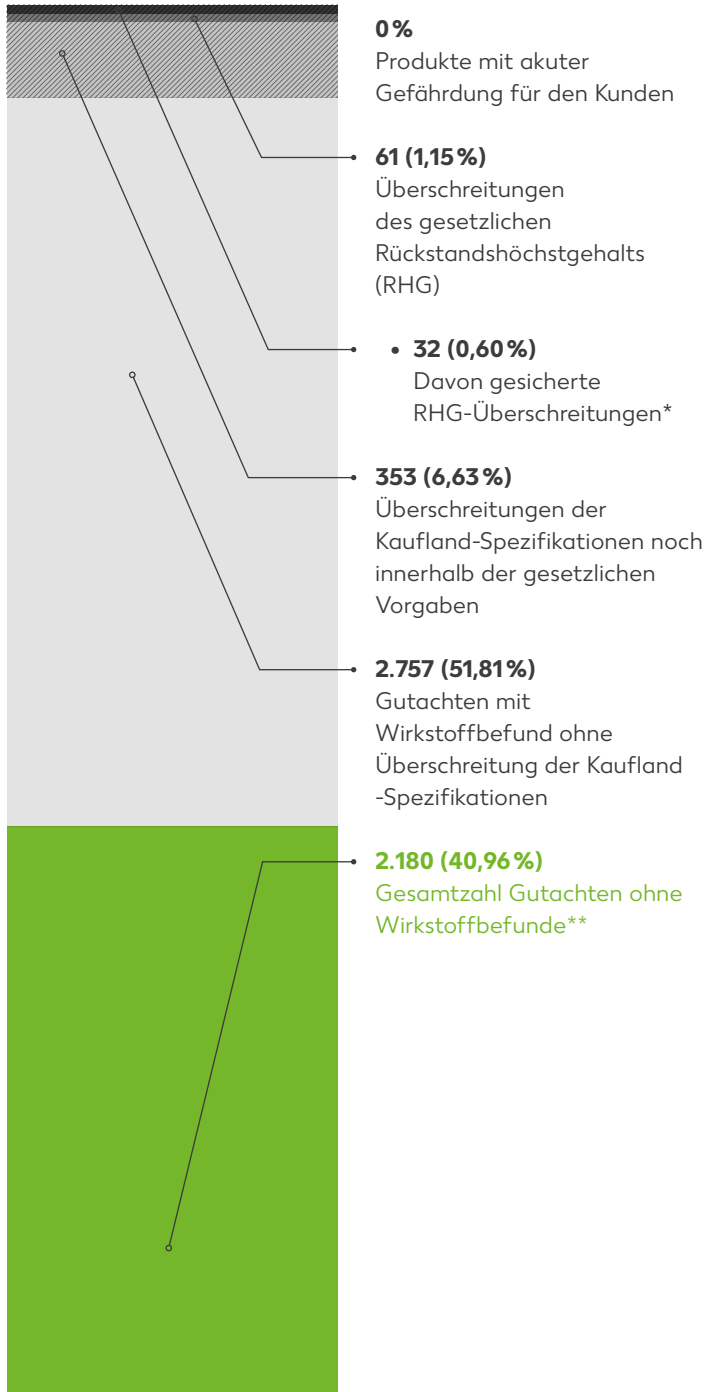 0 %
Produkte mit akuter
Gefährdung für den Kunden
61 (1,15 %)
Überschreitungen
des gesetzlichen
Rückstandshöchstgehalts
(RHG)
• 32 (0,60 %)
Davon gesicherte
RHG-Überschreitungen*
353 (6,63 %)
Überschreitungen der
Kaufland-Spezifikationen noch
innerhalb der gesetzlichen
Vorgaben
2.757 (51,81 %)
Gutachten mit
Wirkstoffbefund ohne
Überschreitung der Kaufland
-Spezifikationen
2.180 (40,96 %)
Gesamtzahl Gutachten ohne
Wirkstoffbefunde**